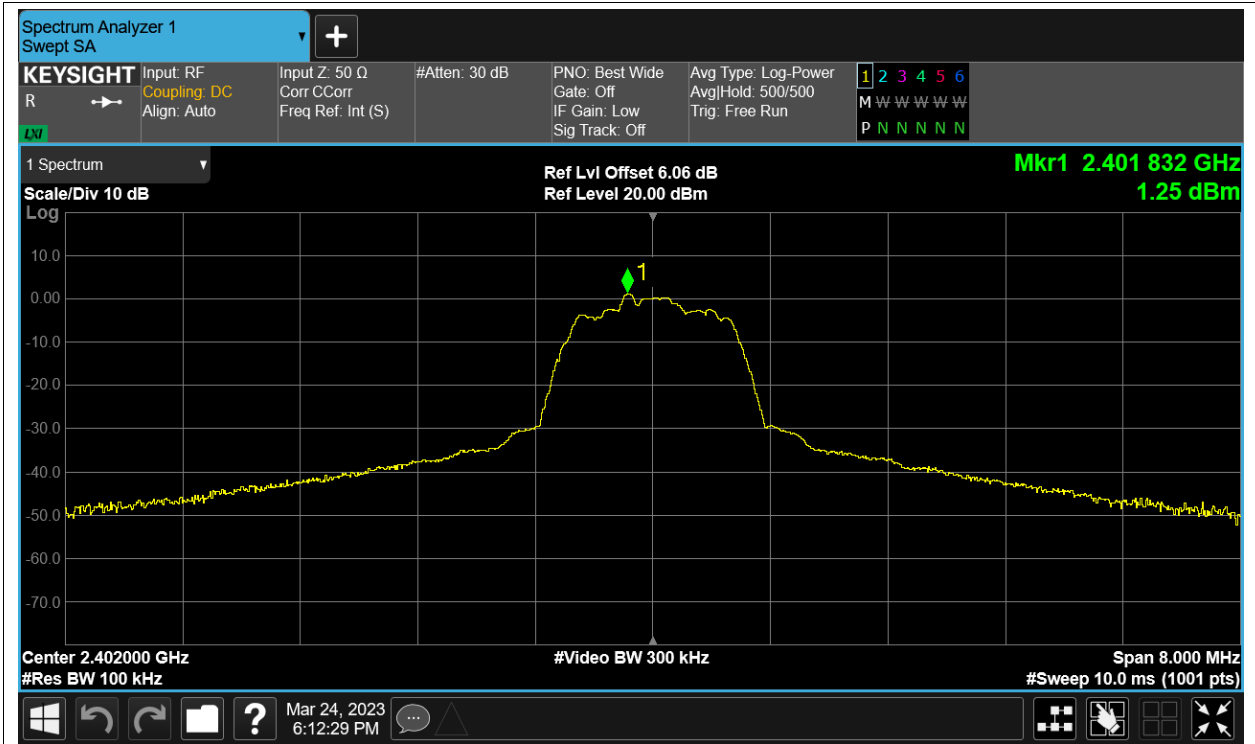 Spectrum Analyzer 1
Swept SA
KEYSIGHT
R
LXI
Input: RF
Coupling: DC
Align: Auto
Input Z: 50 Ω
Corr CCorr
Freq Ref: Int (S)
#Atten: 30 dB
PNO: Best Wide
Gate: Off
IF Gain: Low
Sig Track: Off
Avg Type: Log-Power
Avg|Hold: 500/500
Trig: Free Run
1 2 3 4 5 6
M W W W W W
P N N N N N
1 Spectrum
Scale/Div 10 dB
Log
Ref Lvl Offset 6.06 dB
Ref Level 20.00 dBm
Mkr1 2.401 832 GHz
1.25 dBm
1
10.0
0.00
-10.0
-20.0
-30.0
-40.0
-50.0
-60.0
-70.0
Center 2.402000 GHz
#Res BW 100 kHz
#Video BW 300 kHz
Span 8.000 MHz
#Sweep 10.0 ms (1001 pts)
?
Mar 24, 2023
6:12:29 PM